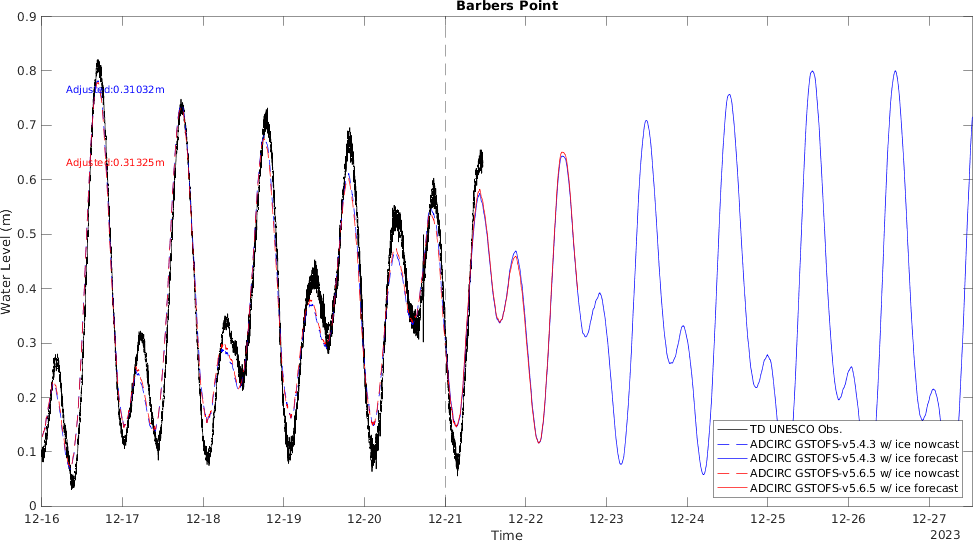 Barbers Point
0.9
0.8
0.7
0.6
0.5
0.4
0.3
0.2
0.1
0
Water Level (m)
Adjusted:0.31032m
Adjusted:0.31325m
TD UNESCO Obs.
ADCIRC GSTOFS-v5.4.3 w/ ice nowcast
ADCIRC GSTOFS-v5.4.3 w/ ice forecast
ADCIRC GSTOFS-v5.6.5 w/ ice nowcast
ADCIRC GSTOFS-v5.6.5 w/ ice forecast
12-16 12-17 12-18 12-19 12-20 12-21 12-22 12-23 12-24 12-25 12-26 12-27
Time
2023